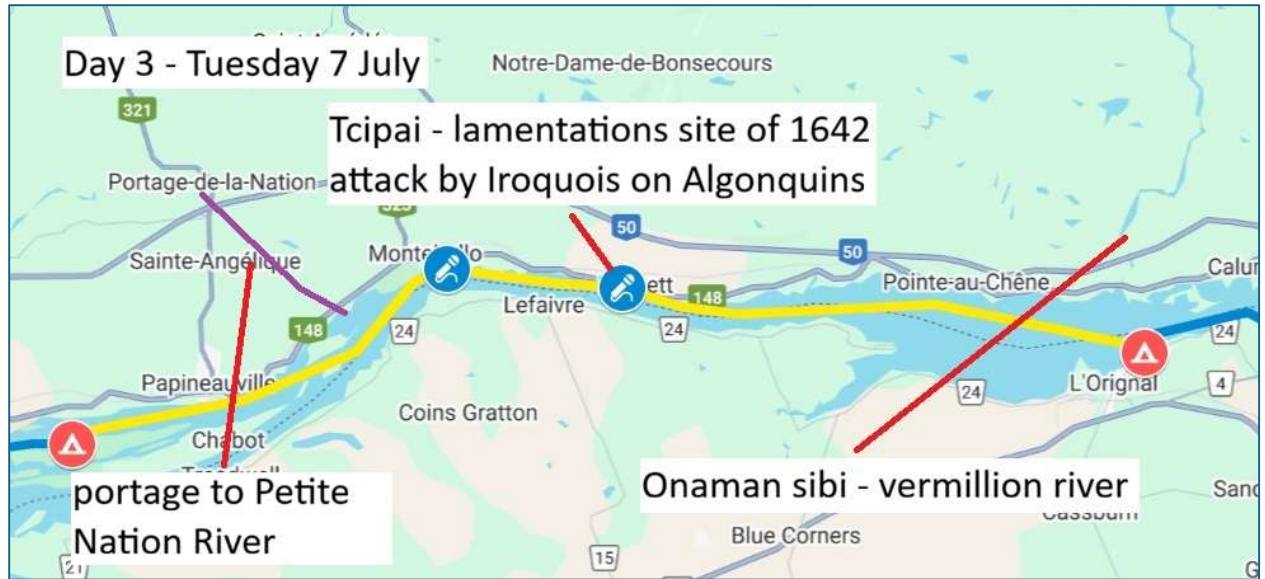 Day 3 - Tuesday 7 July
321
Notre-Dame-de-Bonsecours
Tcipai - lamentations site of 1642
attack by Iroquois on Algonquins
Portage-de-la-Nation
50
50
Sainte-Angélique
Pointe-au-Chêne
Lefaivre
148
148
24
24
24
24
Papineauville
L'Orignal
4
Coins Gratton
Chabot
portage to Petite
Nation River
Onaman sibi - vermillion river
Blue Corners
15
21